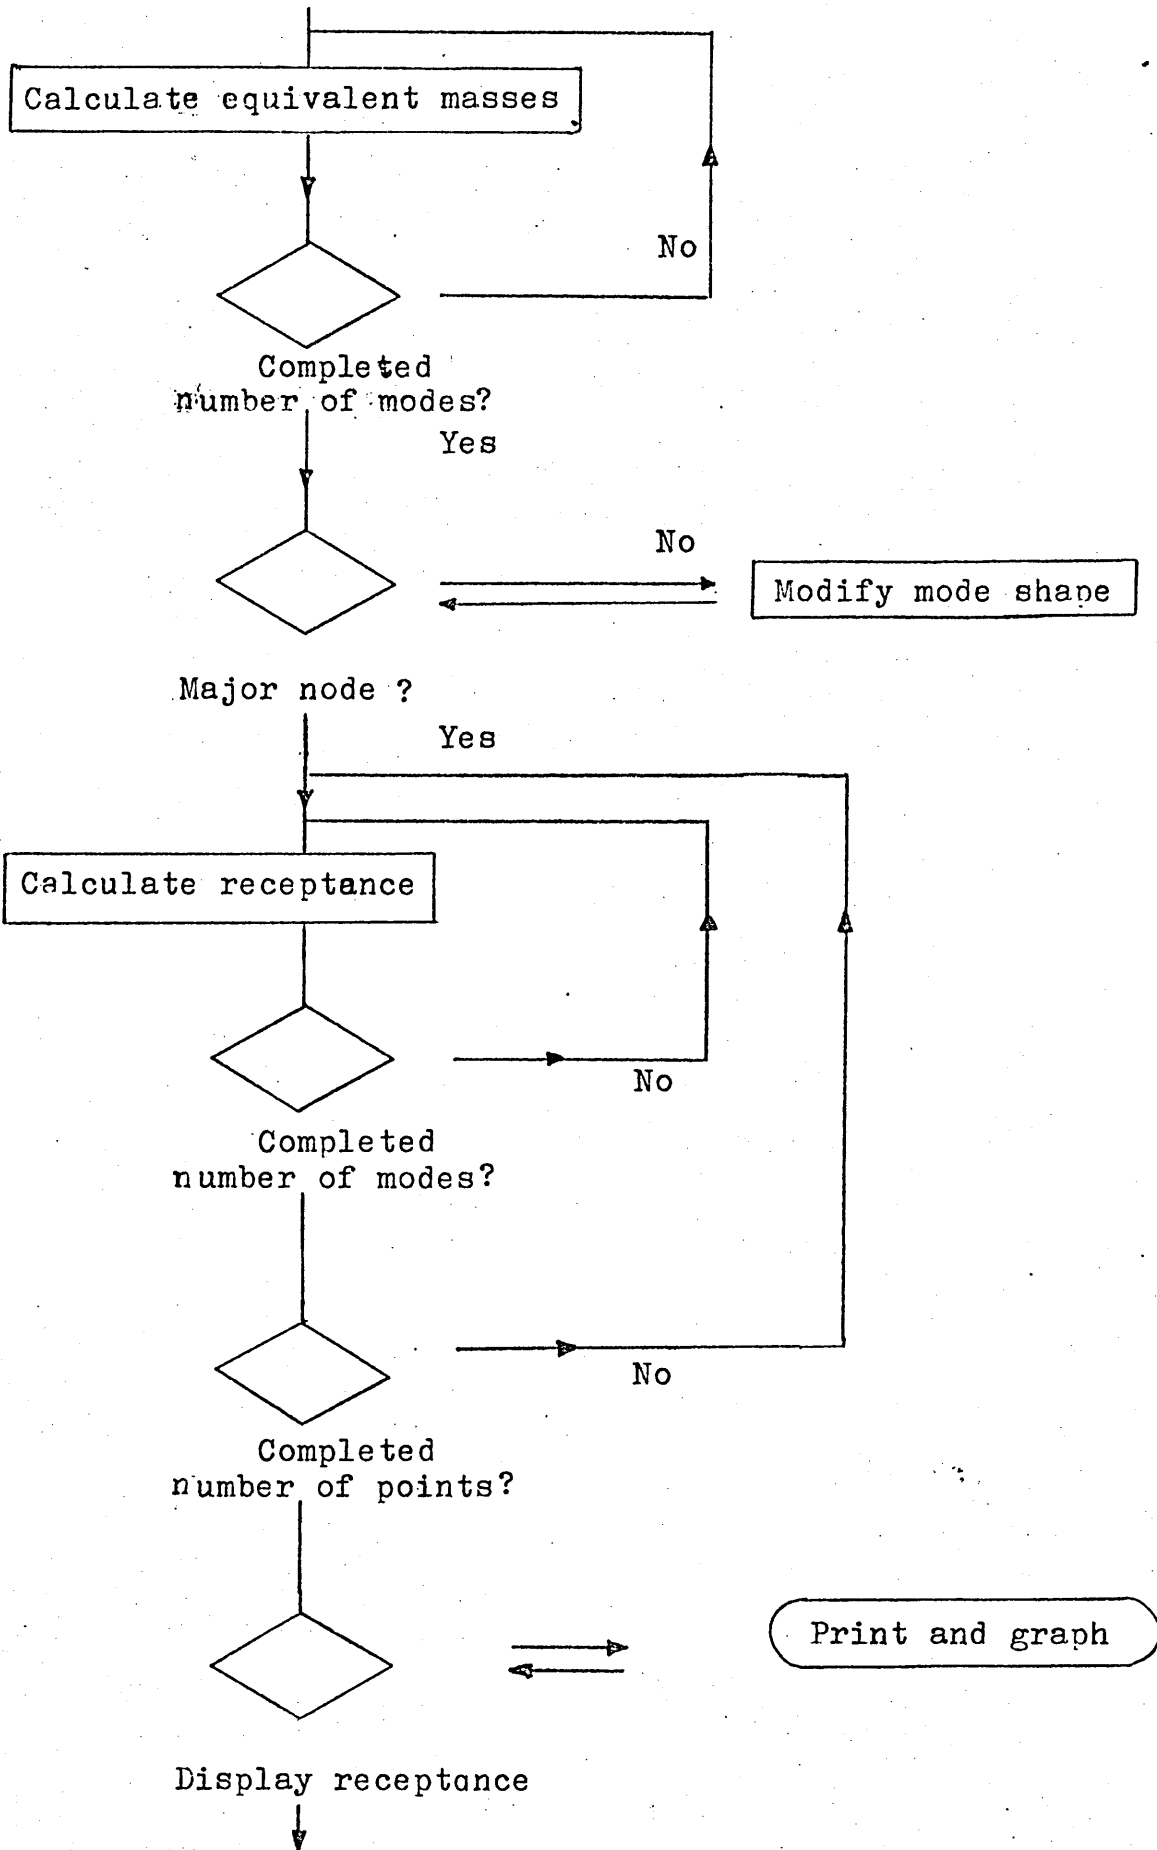 Calculate equivalent masses
No
Completed
number of modes?
Yes
No
Modify mode shape
Major node ?
Yes
Calculate receptance
No
Completed
number of modes?
No
Completed
number of points?
Print and graph
Display receptance